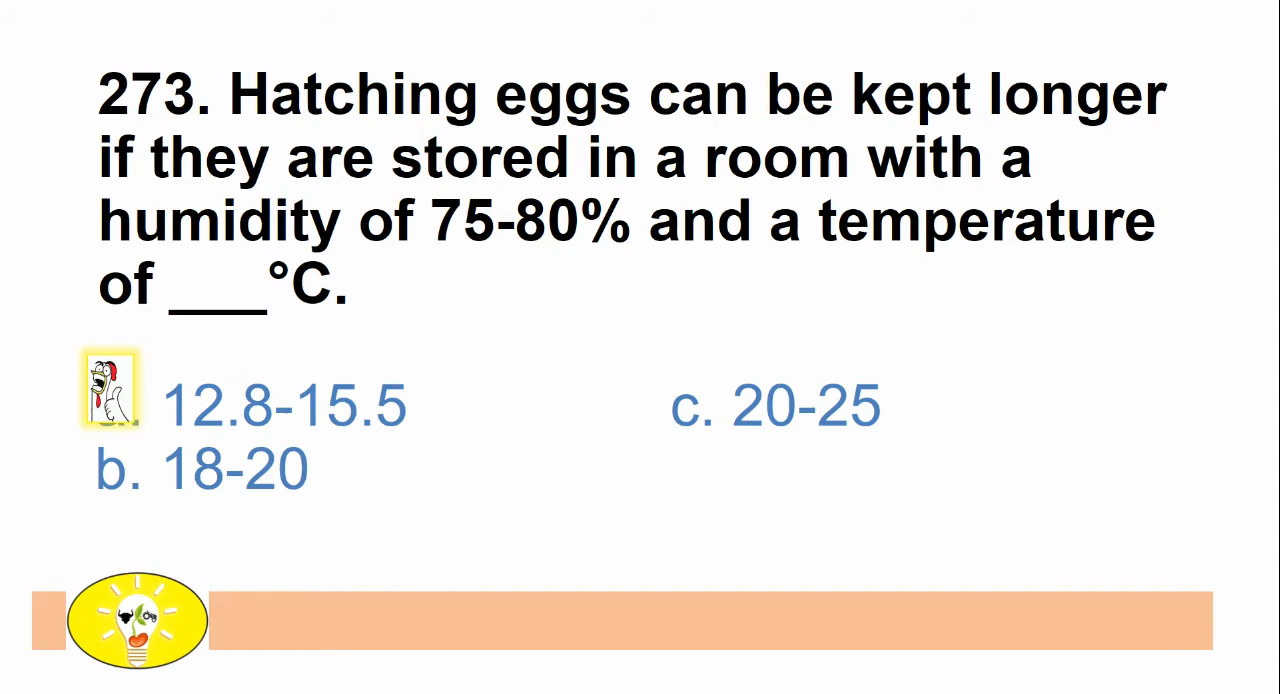 273. Hatching eggs can be kept longer
if they are stored in a room with a
humidity of 75-80% and a temperature
of ___°C.
12.8-15.5
c. 20-25
b. 18-20